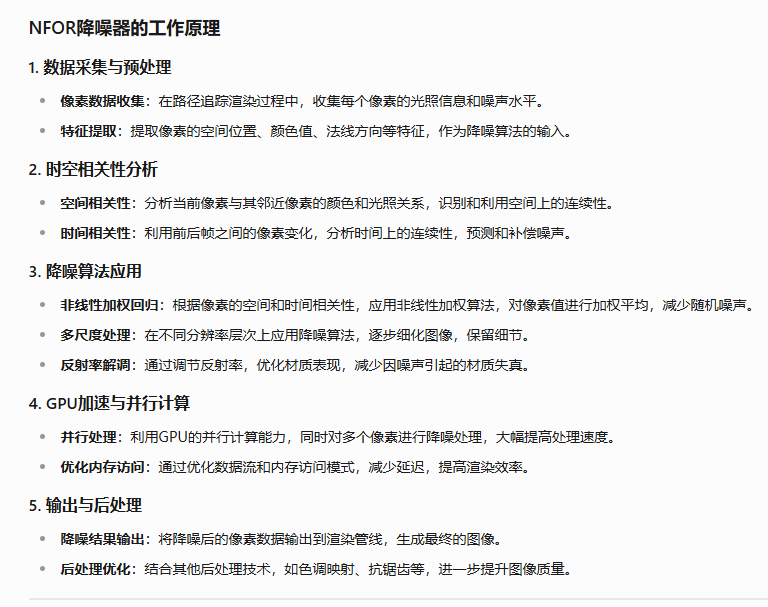 NFOR降噪器的工作原理
1. 数据采集与预处理
• 像素数据收集：在路径追踪渲染过程中，收集每个像素的光照信息和噪声水平。
• 特征提取：提取像素的空间位置、颜色值、法线方向等特征，作为降噪算法的输入。
2. 时空相关性分析
• 空间相关性：分析当前像素与其邻近像素的颜色和光照关系，识别和利用空间上的连续性。
• 时间相关性：利用前后帧之间的像素变化，分析时间上的连续性，预测和补偿噪声。
3. 降噪算法应用
• 非线性加权回归：根据像素的空间和时间相关性，应用非线性加权算法，对像素值进行加权平均，减少随机噪声。
• 多尺度处理：在不同分辨率层次上应用降噪算法，逐步细化图像，保留细节。
• 反射率解调：通过调节反射率，优化材质表现，减少因噪声引起的材质失真。
4. GPU加速与并行计算
• 并行处理：利用GPU的并行计算能力，同时对多个像素进行降噪处理，大幅提高处理速度。
• 优化内存访问：通过优化数据流和内存访问模式，减少延迟，提高渲染效率。
5. 输出与后处理
• 降噪结果输出：将降噪后的像素数据输出到渲染管线，生成最终的图像。
• 后处理优化：结合其他后处理技术，如色调映射、抗锯齿等，进一步提升图像质量。